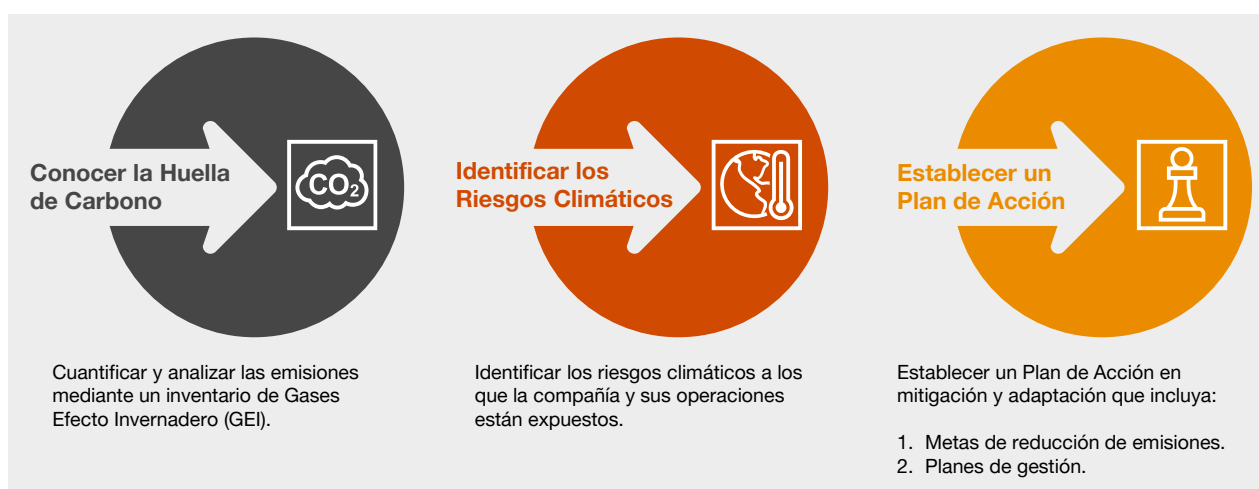 Conocer la Huella
de Carbono
CO₂
Cuantificar y analizar las emisiones
mediante un inventario de Gases
Efecto Invernadero (GEI).
Identificar los
Riesgos Climáticos
Identificar los riesgos climáticos a los
que la compañía y sus operaciones
están expuestos.
Establecer un
Plan de Acción
Establecer un Plan de Acción en
mitigación y adaptación que incluya:
1. Metas de reducción de emisiones.
2. Planes de gestión.